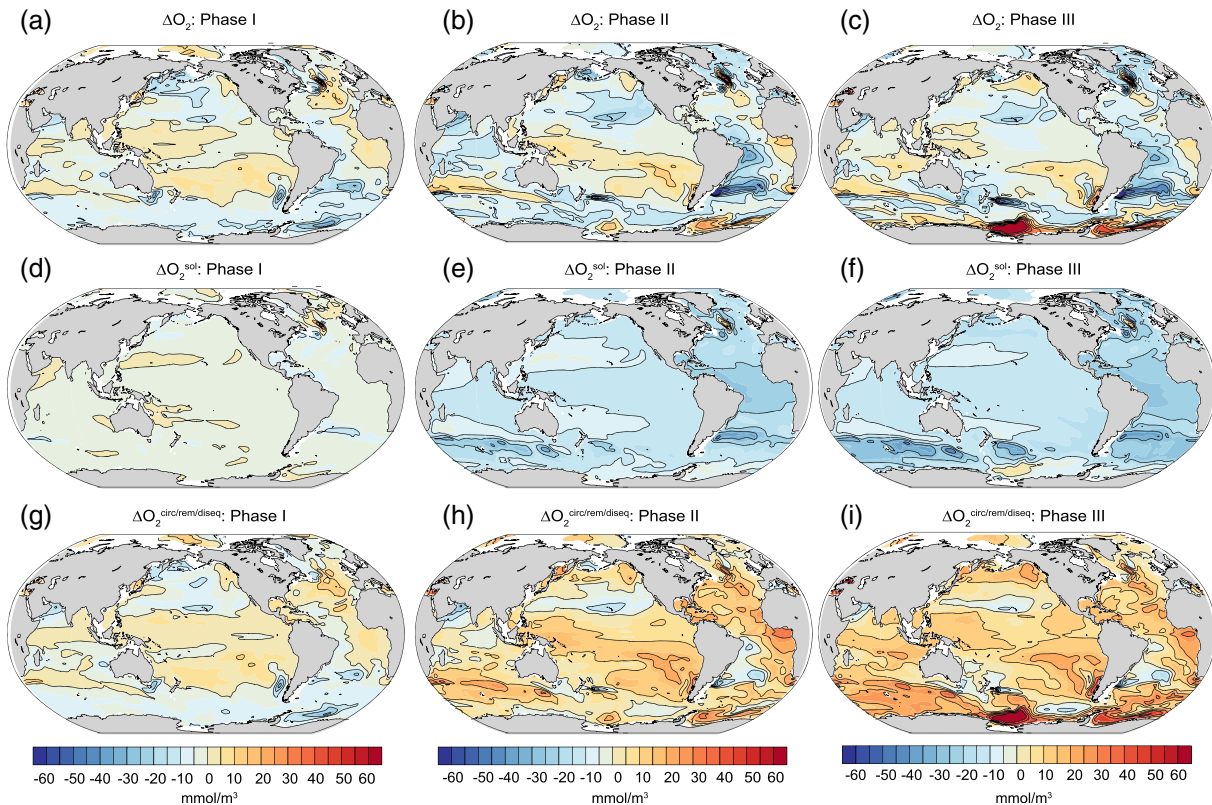 (a) ΔO₂: Phase I
(b) ΔO₂: Phase II
(c) ΔO₂: Phase III
(d) ΔO₂ˢᵒˡ: Phase I
(e) ΔO₂ˢᵒˡ: Phase II
(f) ΔO₂ˢᵒˡ: Phase III
(g) ΔO₂ᶜⁱʳᶜ/ʳᵉᵐ/ᵈⁱˢᵉq: Phase I
(h) ΔO₂ᶜⁱʳᶜ/ʳᵉᵐ/ᵈⁱˢᵉq: Phase II
(i) ΔO₂ᶜⁱʳᶜ/ʳᵉᵐ/ᵈⁱˢᵉq: Phase III
-60 -50 -40 -30 -20 -10 0 10 20 30 40 50 60
mmol/m³
-60 -50 -40 -30 -20 -10 0 10 20 30 40 50 60
mmol/m³
-60 -50 -40 -30 -20 -10 0 10 20 30 40 50 60
mmol/m³